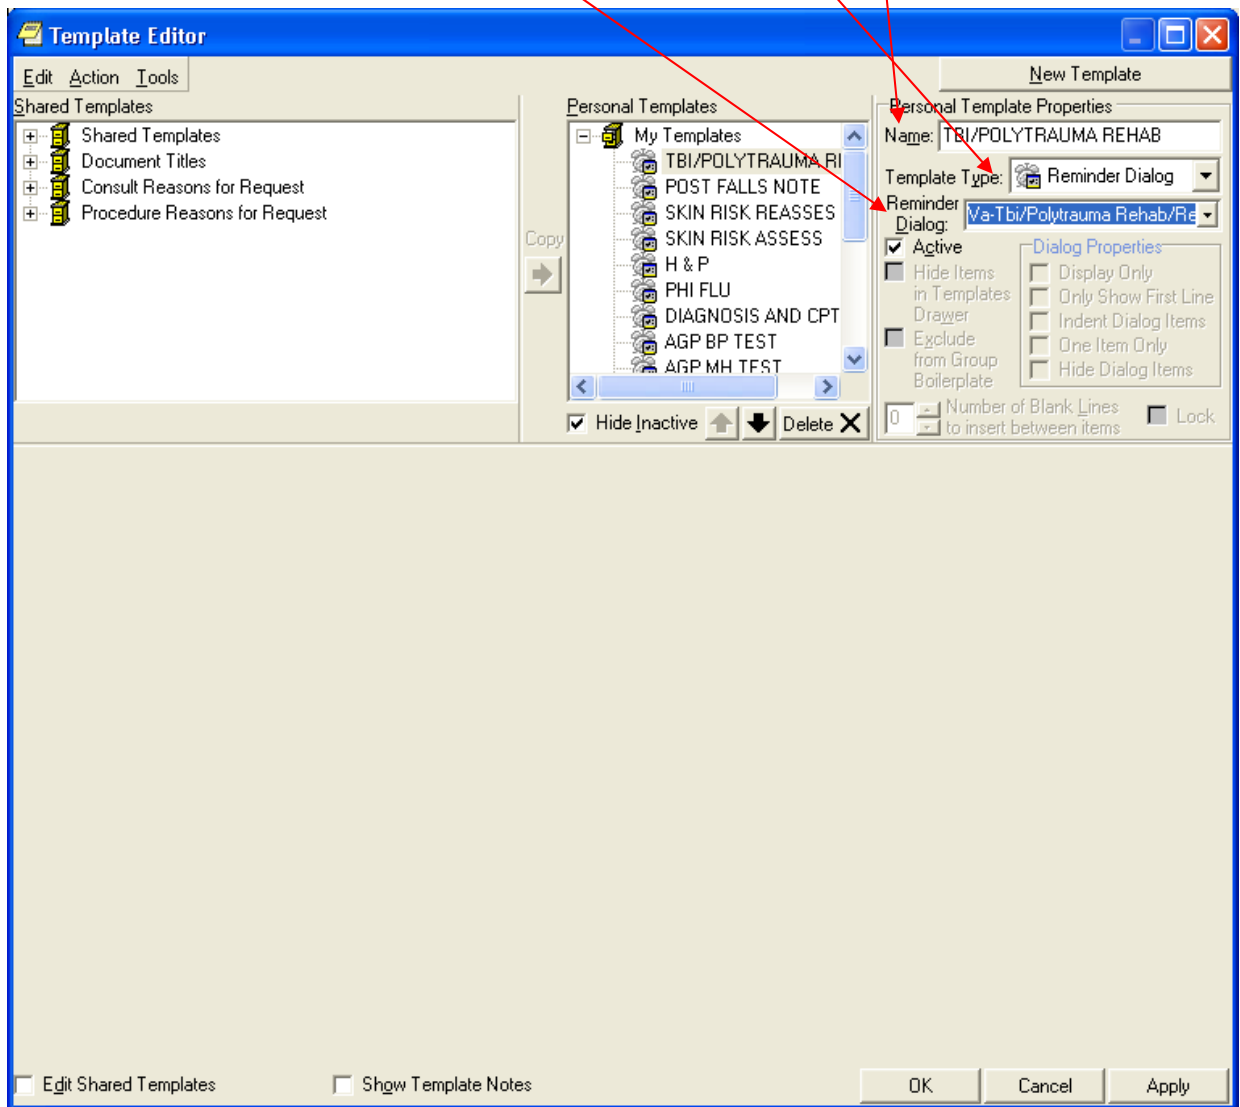 Template Editor
Edit Action Tools
New Template
Shared Templates
Shared Templates
Document Titles
Consult Reasons for Request
Procedure Reasons for Request
Copy
Personal Templates
My Templates
TBI/POLYTRAUMA RI
POST FALLS NOTE
SKIN RISK REASSES
SKIN RISK ASSESS
H & P
PHI FLU
DIAGNOSIS AND CPT
AGP BP TEST
AGP MH TEST
Hide Inactive Delete
Personal Template Properties
Name: TBI/POLYTRAUMA REHAB
Template Type: Reminder Dialog
Reminder Dialog: Va-Tbi/Polytrauma Rehab/Re
Active
Hide Items
in Templates
Drawer
Exclude
from Group
Boilerplate
Dialog Properties
Display Only
Only Show First Line
Indent Dialog Items
One Item Only
Hide Dialog Items
0 Number of Blank Lines
to insert between items
Lock
Edit Shared Templates Show Template Notes OK Cancel Apply